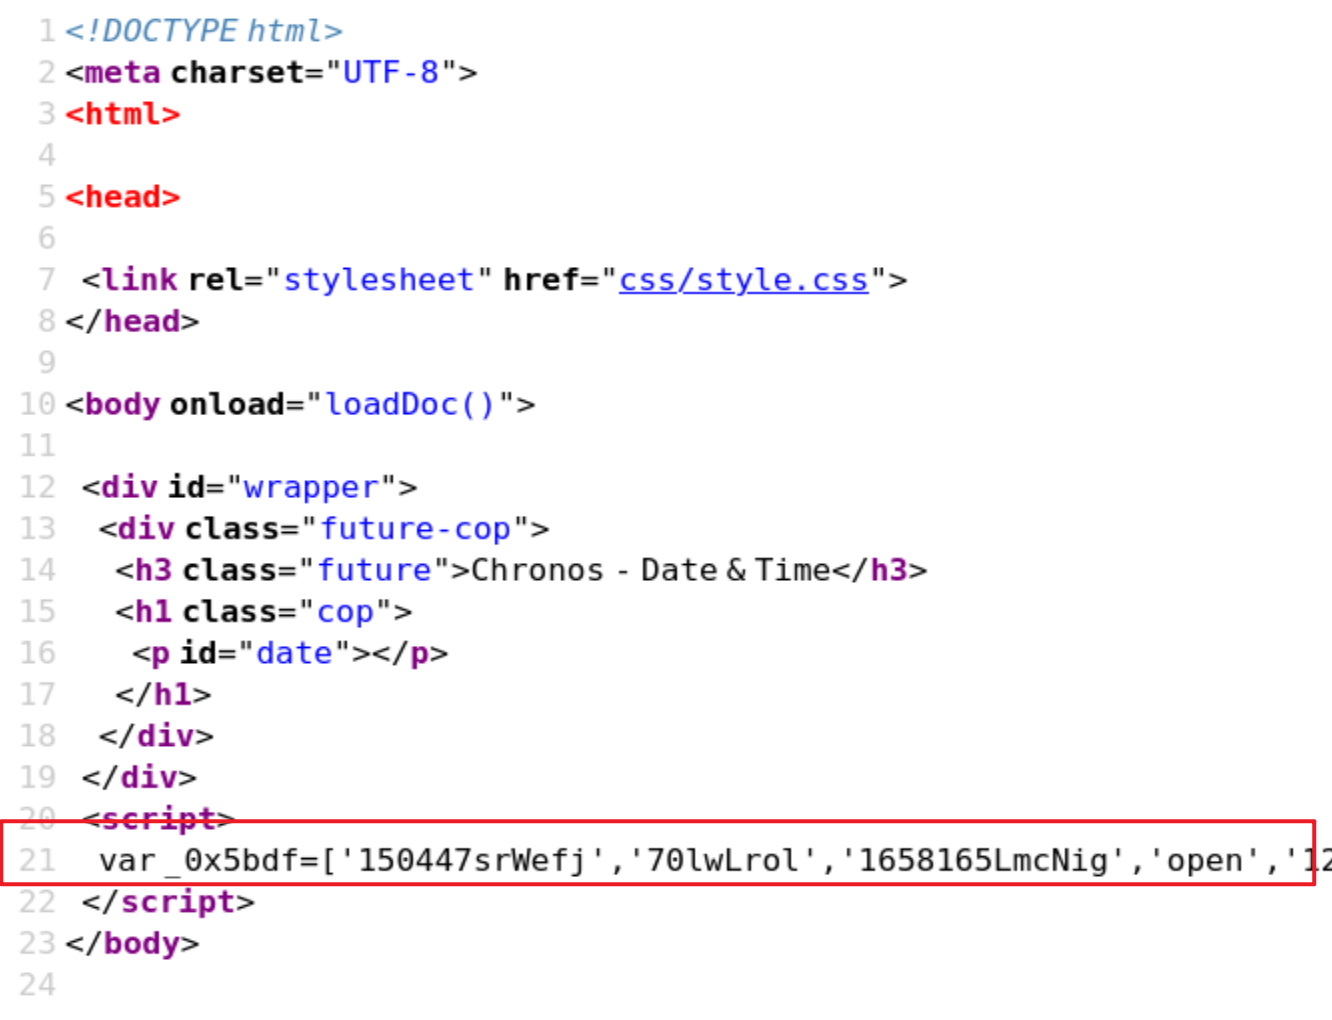 1 <!DOCTYPE html>
2 <meta charset="UTF-8">
3 <html>
4
5 <head>
6
7 <link rel="stylesheet" href="css/style.css">
8 </head>
9
10 <body onload="loadDoc()">
11
12 <div id="wrapper">
13 <div class="future-cop">
14 <h3 class="future">Chronos - Date & Time</h3>
15 <h1 class="cop">
16 <p id="date"></p>
17 </h1>
18 </div>
19 </div>
20 <script>
21 var _0x5bdf=['150447srWefj','70lwLrol','1658165LmcNig','open','12
22 </script>
23 </body>
24